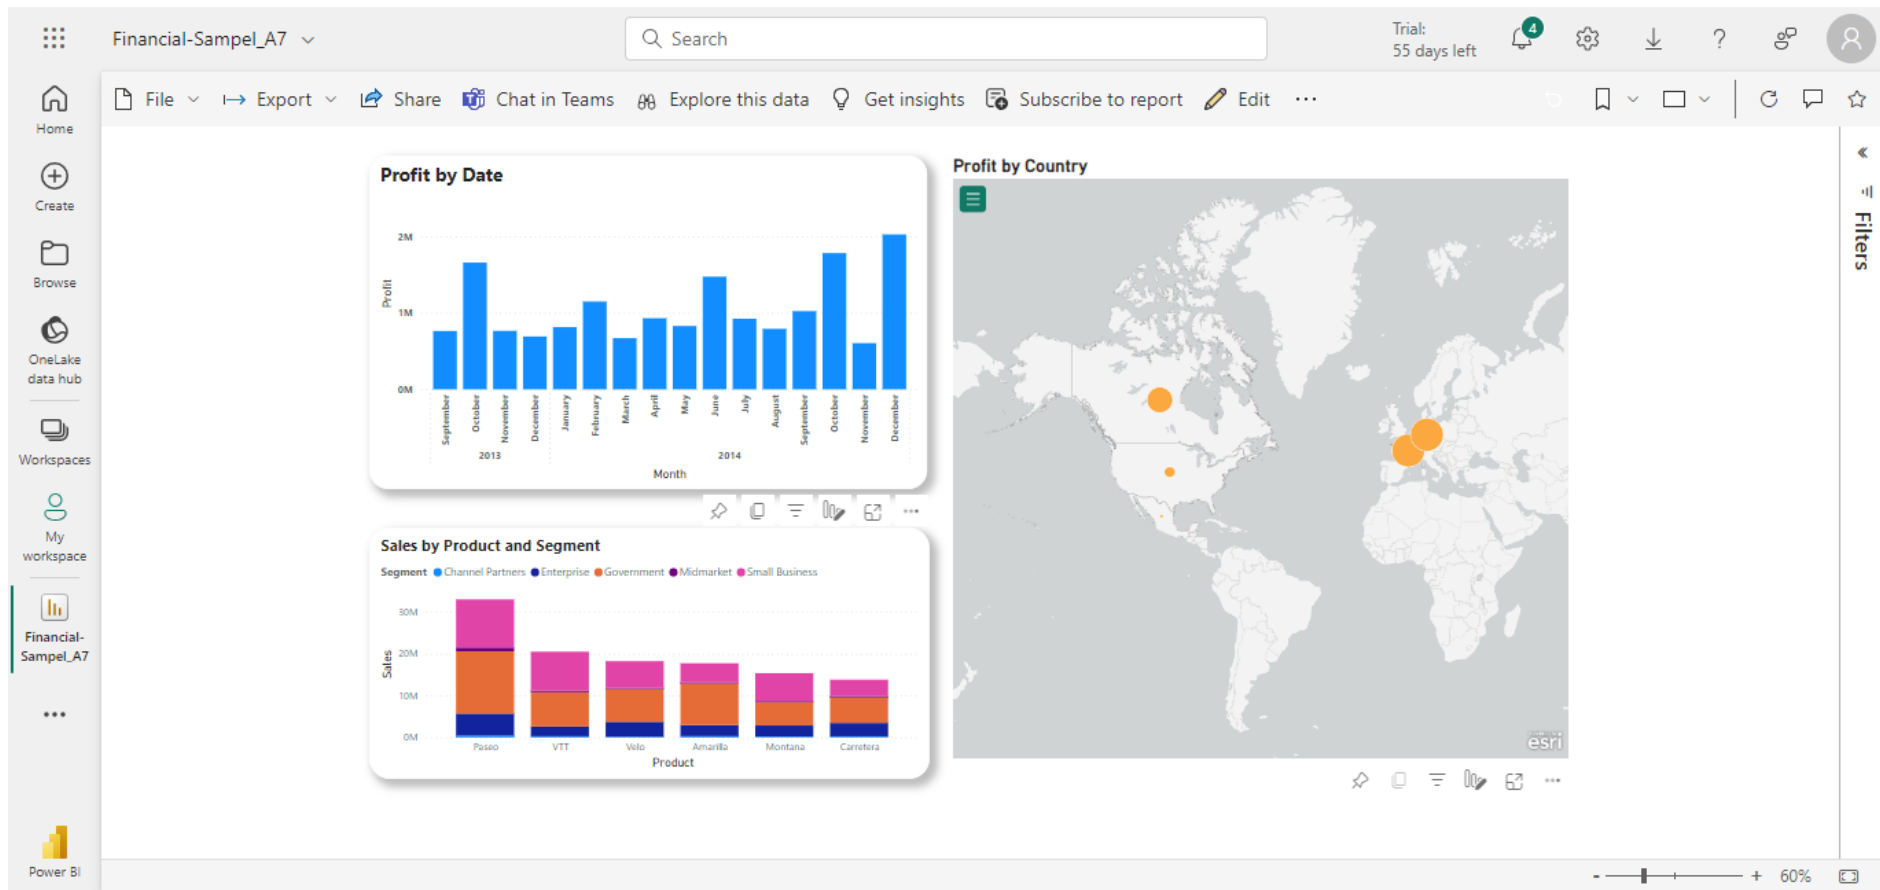 Financial-Sampel_A7
Search
Trial:
55 days left
4
File
Export
Share
Chat in Teams
Explore this data
Get insights
Subscribe to report
Edit
Home
Create
Browse
OneLake
data hub
Workspaces
My
workspace
Financial-
Sampel_A7
Power BI
Profit by Date
Profit
2M
1M
0M
September
October
November
December
January
February
March
April
May
June
July
August
September
October
November
December
2013
2014
Month
Sales by Product and Segment
Segment Channel Partners Enterprise Government Midmarket Small Business
Sales
30M
20M
10M
0M
Paseo
VTT
Velo
Amarilla
Montana
Carretera
Product
Profit by Country
esri
Filters
60%